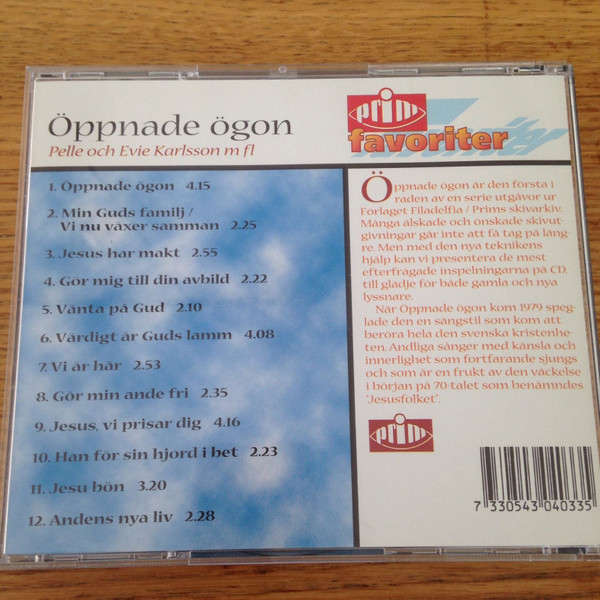 Öppnade ögon
Pelle och Evie Karlsson m fl
prim
favoriter
1. Öppnade ögon 4.15
2. Min Guds familj /
Vi nu växer samman 2.25
3. Jesus har makt 2.55
4. Gör mig till din avbild 2.22
5. Vänta på Gud 2.10
6. Värdigt är Guds lamm 4.08
7. Vi är här 2.53
8. Gör min ande fri 2.35
9. Jesus, vi prisar dig 4.16
10. Han för sin hjord i bet 2.23
11. Jesu bön 3.20
12. Andens nya liv 2.28
Öppnade ögon är den första i
raden av en serie utgåvor ur
Förlaget Filadelfia / Prims skivarkiv.
Många älskade och önskade skivut-
givningar går inte att få tag på läng-
re. Men med den nya teknikens
hjälp kan vi presentera de mest
efterfrågade inspelningarna på CD,
till glädje för både gamla och nya
lyssnare.
När Öppnade ögon kom 1979 speg-
lade den en sångstil som kom att
beröra hela den svenska kristenhe-
ten. Andliga sånger med känsla och
innerlighet som fortfarande sjungs
och som är en frukt av den väckelse
i början på 70-talet som benämndes
"Jesusfolket".
prim
7 330543 040335